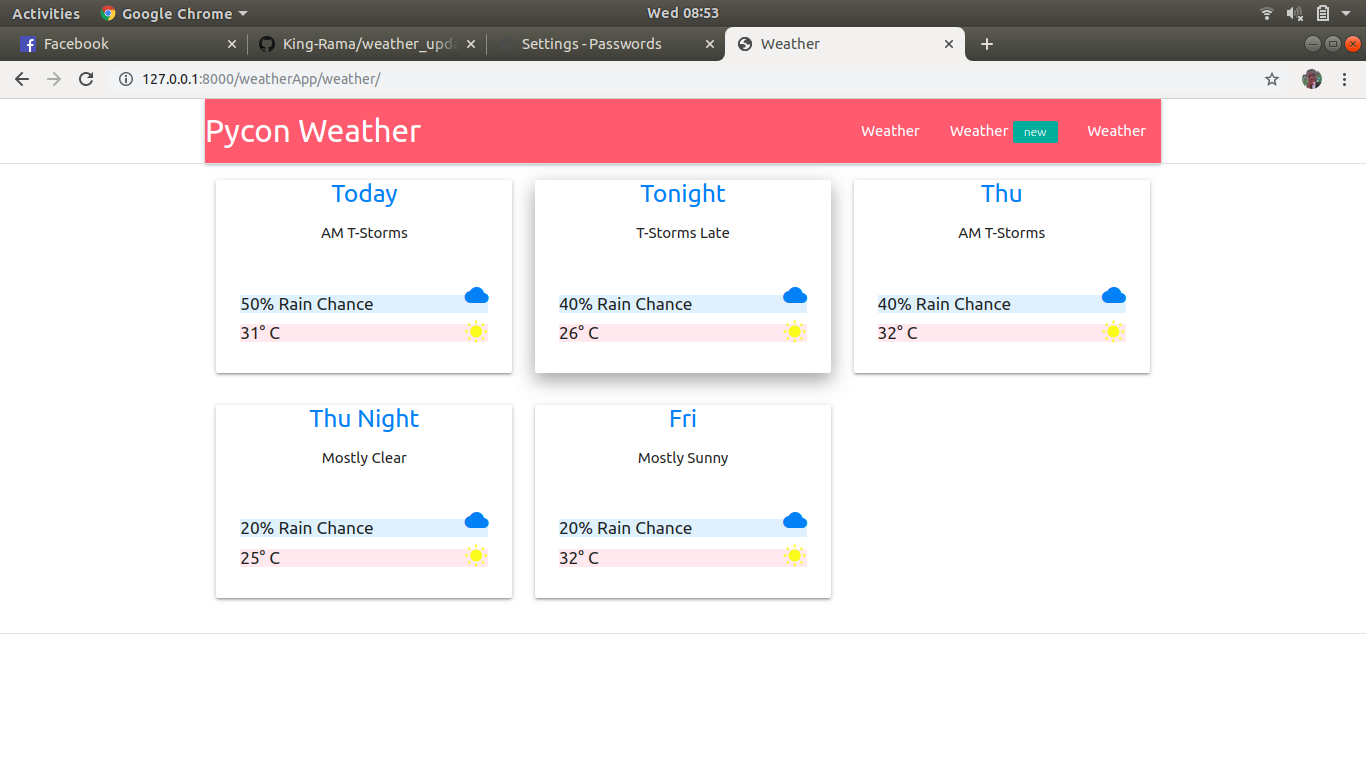 Activities Google Chrome Wed 08:53
Facebook King-Rama/weather_upda Settings - Passwords Weather
127.0.0.1:8000/weatherApp/weather/
Pycon Weather Weather Weather new Weather
Today Tonight Thu
AM T-Storms T-Storms Late AM T-Storms
50% Rain Chance 40% Rain Chance 40% Rain Chance
31° C 26° C 32° C
Thu Night Fri
Mostly Clear Mostly Sunny
20% Rain Chance 20% Rain Chance
25° C 32° C